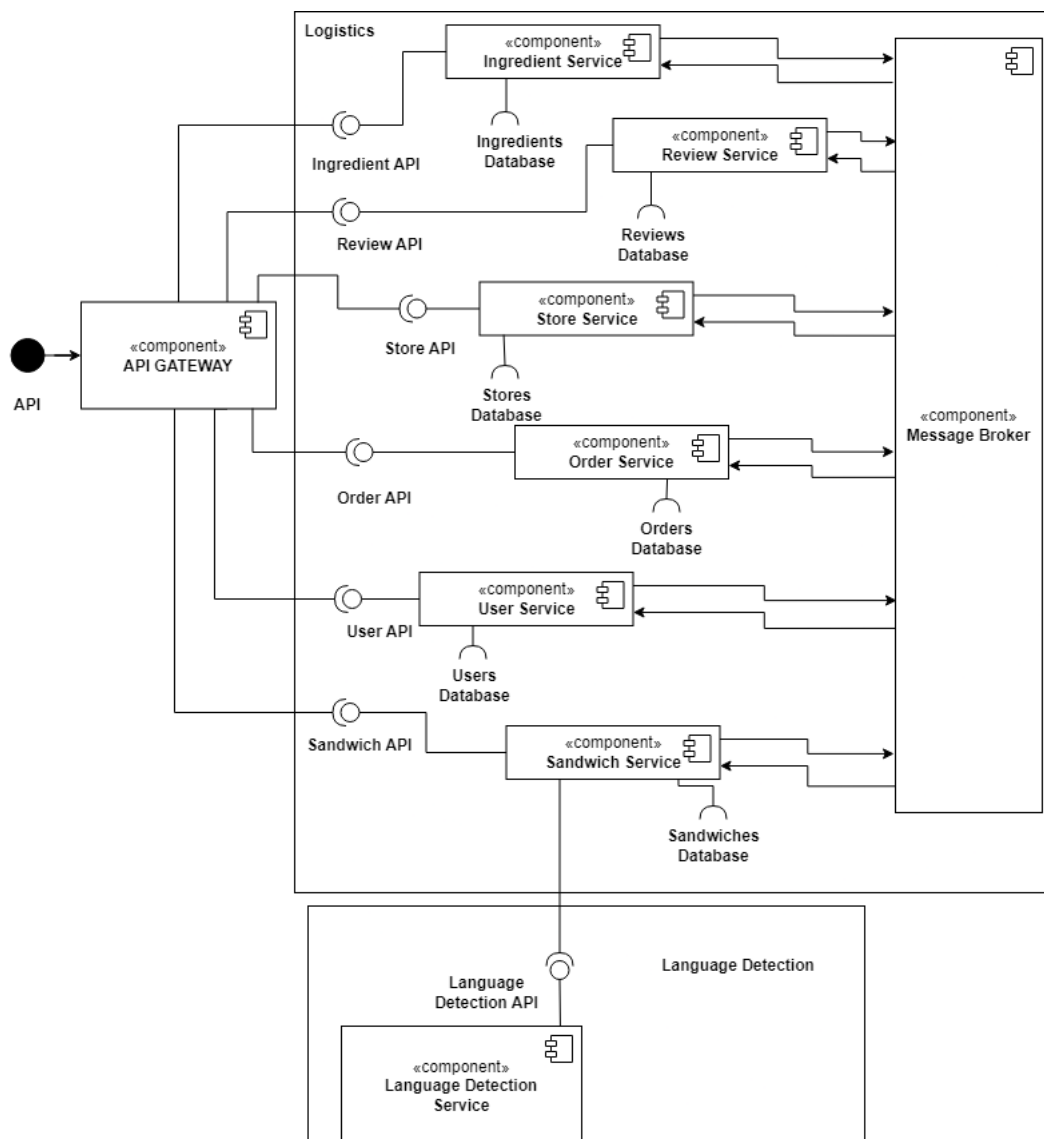 Logistics
«component»
Ingredient Service
Ingredients
Database
Ingredient API
«component»
Review Service
Reviews
Database
Review API
«component»
Store Service
Store API
Stores
Database
«component»
API GATEWAY
API
«component»
Message Broker
«component»
Order Service
Order API
Orders
Database
«component»
User Service
User API
Users
Database
«component»
Sandwich Service
Sandwich API
Sandwiches
Database
Language Detection
Language
Detection API
«component»
Language Detection
Service